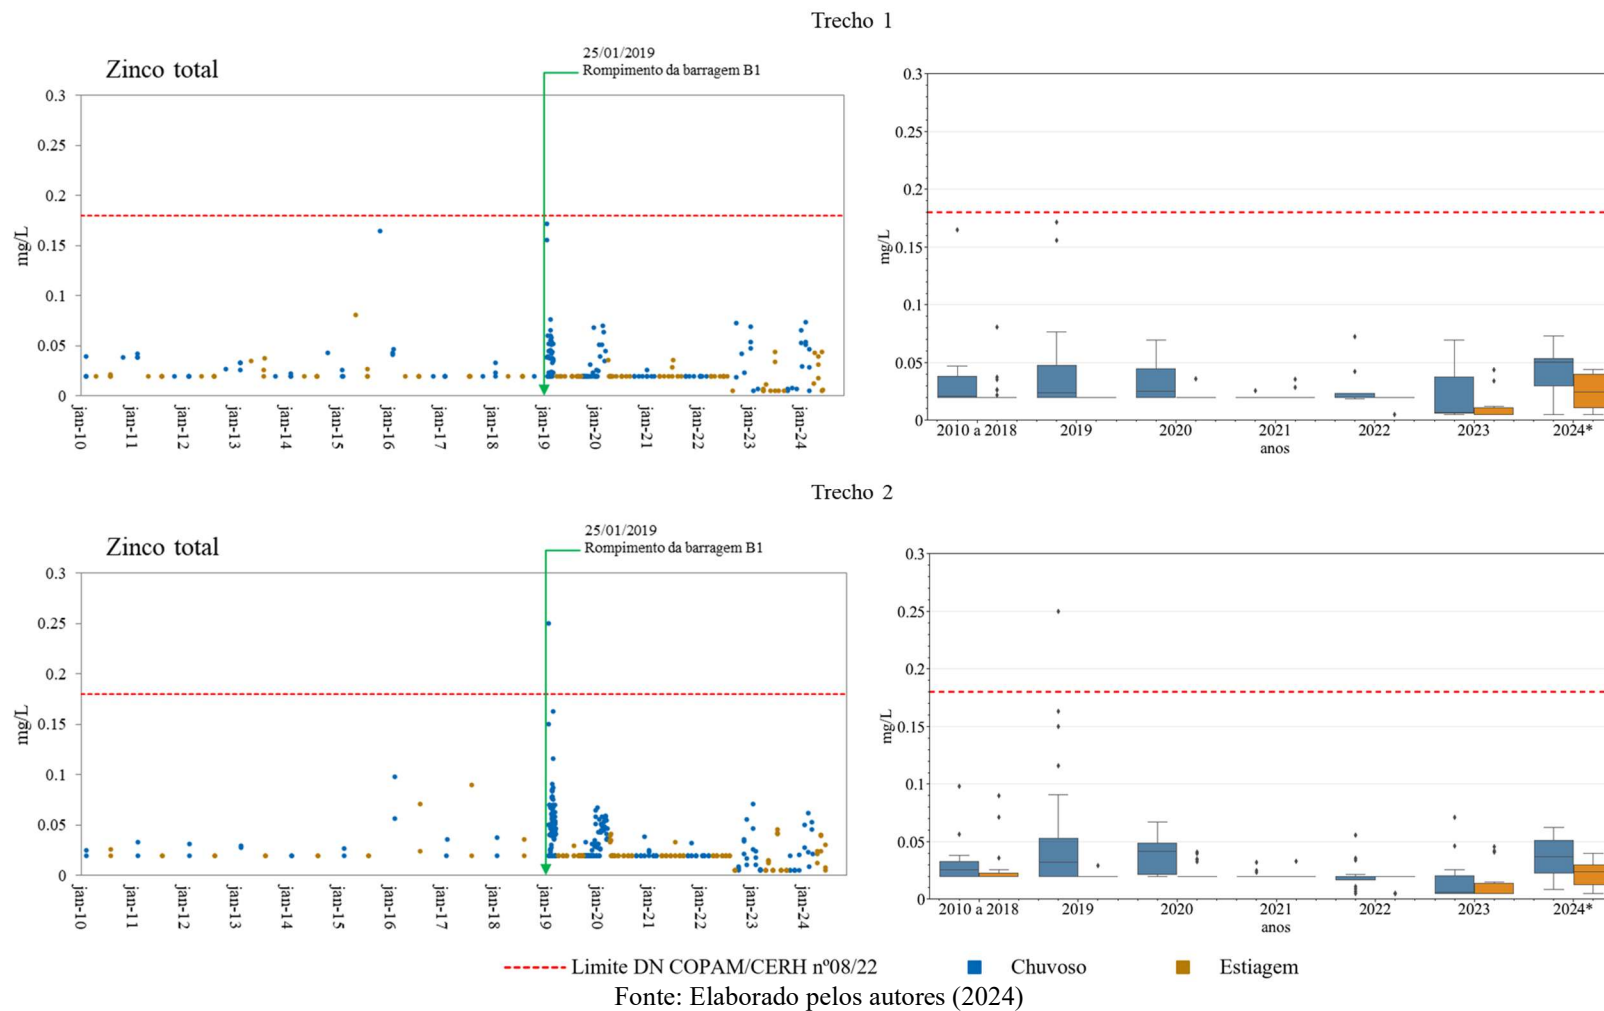 Trecho 1
25/01/2019
Rompimento da barragem B1
Zinco total
0.3
0.25
0.2
0.15
0.1
0.05
0
mg/L
jan-10
jan-11
jan-12
jan-13
jan-14
jan-15
jan-16
jan-17
jan-18
jan-19
jan-20
jan-21
jan-22
jan-23
jan-24
0.3
0.25
0.2
0.15
0.1
0.05
0
mg/L
2010 a 2018
2019
2020
2021
2022
2023
2024*
anos
Trecho 2
25/01/2019
Rompimento da barragem B1
Zinco total
0.3
0.25
0.2
0.15
0.1
0.05
0
mg/L
jan-10
jan-11
jan-12
jan-13
jan-14
jan-15
jan-16
jan-17
jan-18
jan-19
jan-20
jan-21
jan-22
jan-23
jan-24
0.3
0.25
0.2
0.15
0.1
0.05
0
mg/L
2010 a 2018
2019
2020
2021
2022
2023
2024*
anos
Limite DN COPAM/CERH nº08/22 Chuvoso Estiagem
Fonte: Elaborado pelos autores (2024)